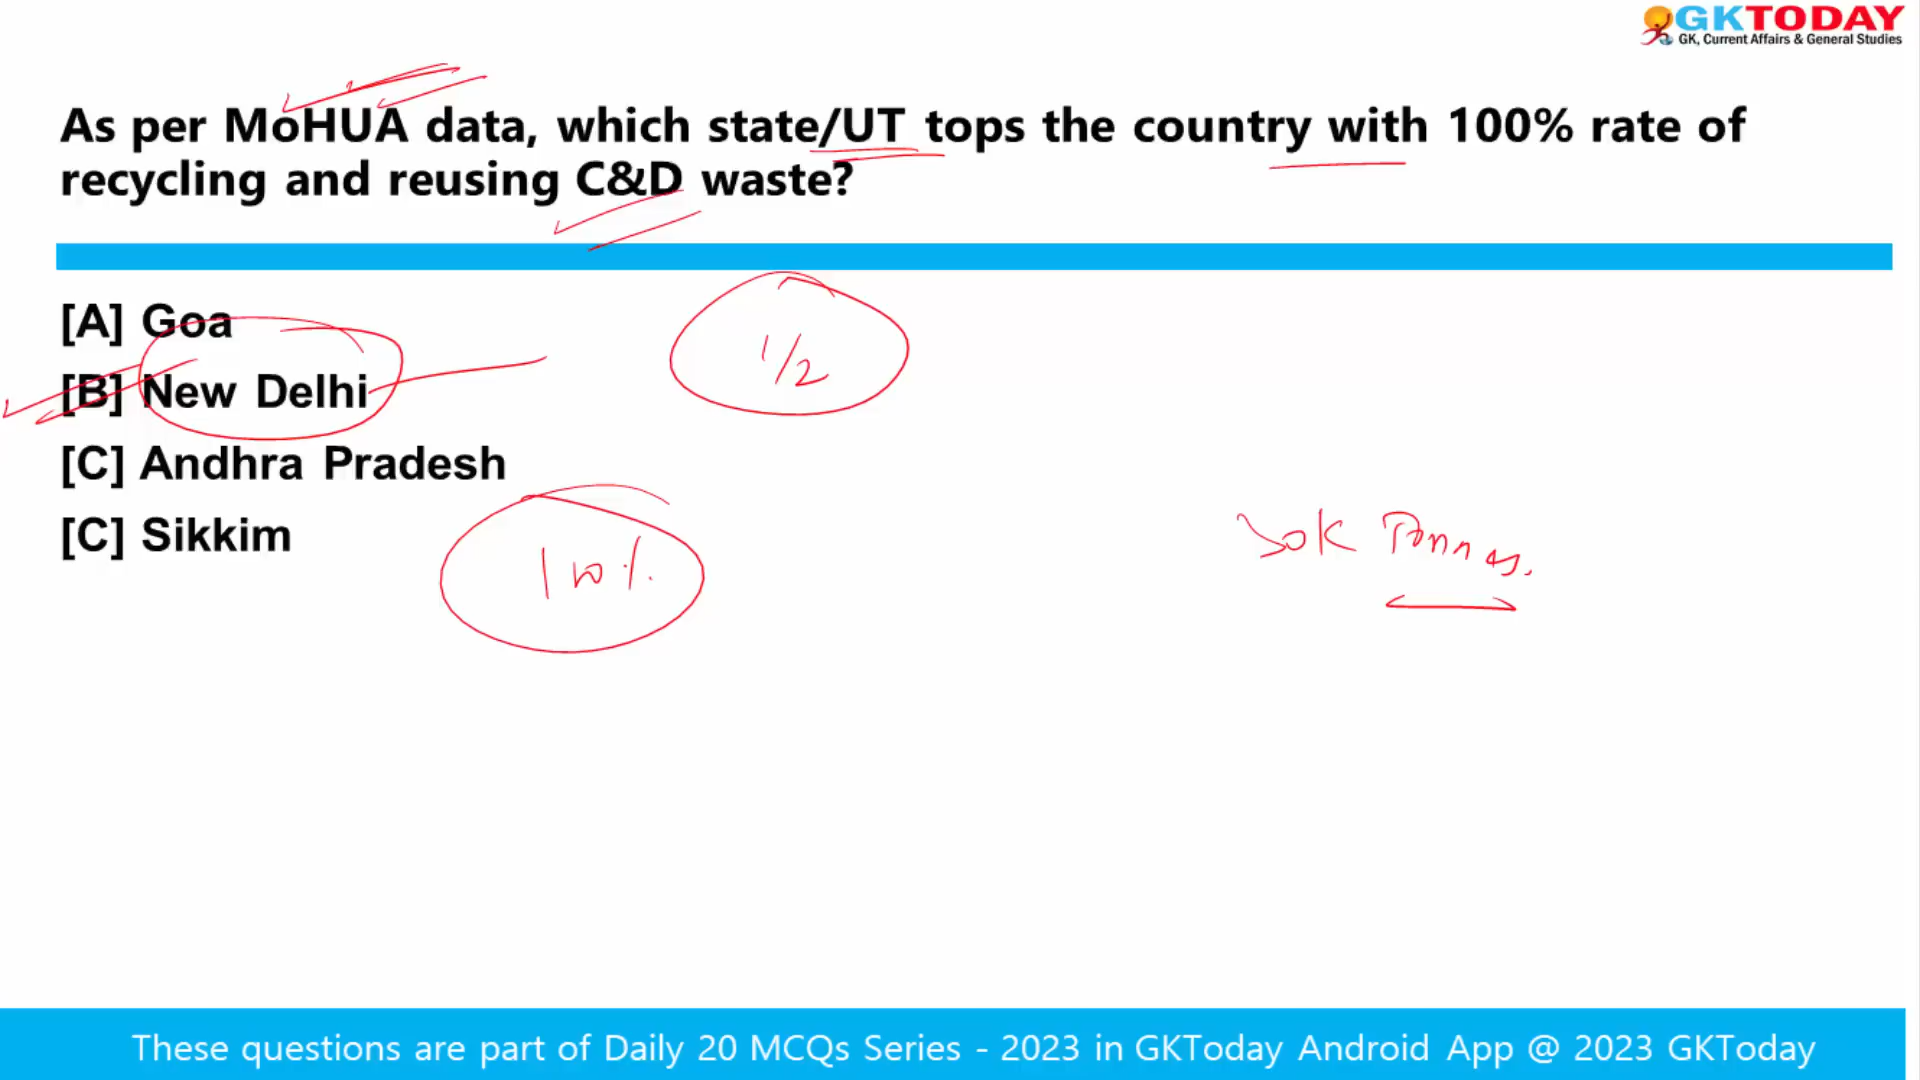 GKTODAY
GK, Current Affairs & General Studies
As per MoHUA data, which state/UT tops the country with 100% rate of
recycling and reusing C&D waste?
[A] Goa
1/2
[B] New Delhi
[C] Andhra Pradesh
[C] Sikkim
100%
Tonnes.
These questions are part of Daily 20 MCQs Series - 2023 in GKToday Android App @ 2023 GKToday